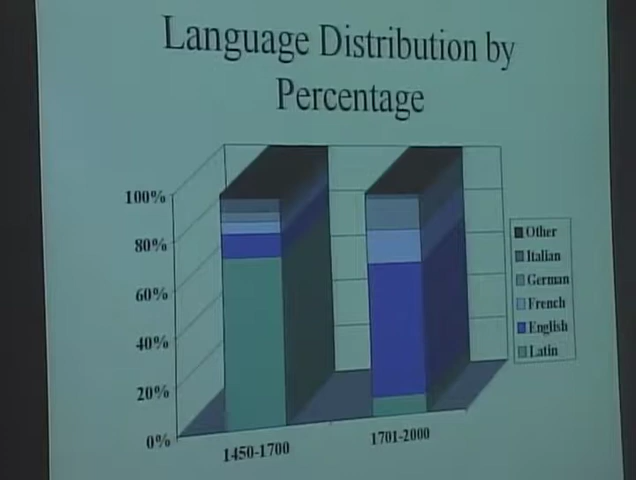 Language Distribution by
Percentage
100%
80%
60%
40%
20%
0%
1450-1700
1701-2000
Other
Italian
German
French
English
Latin